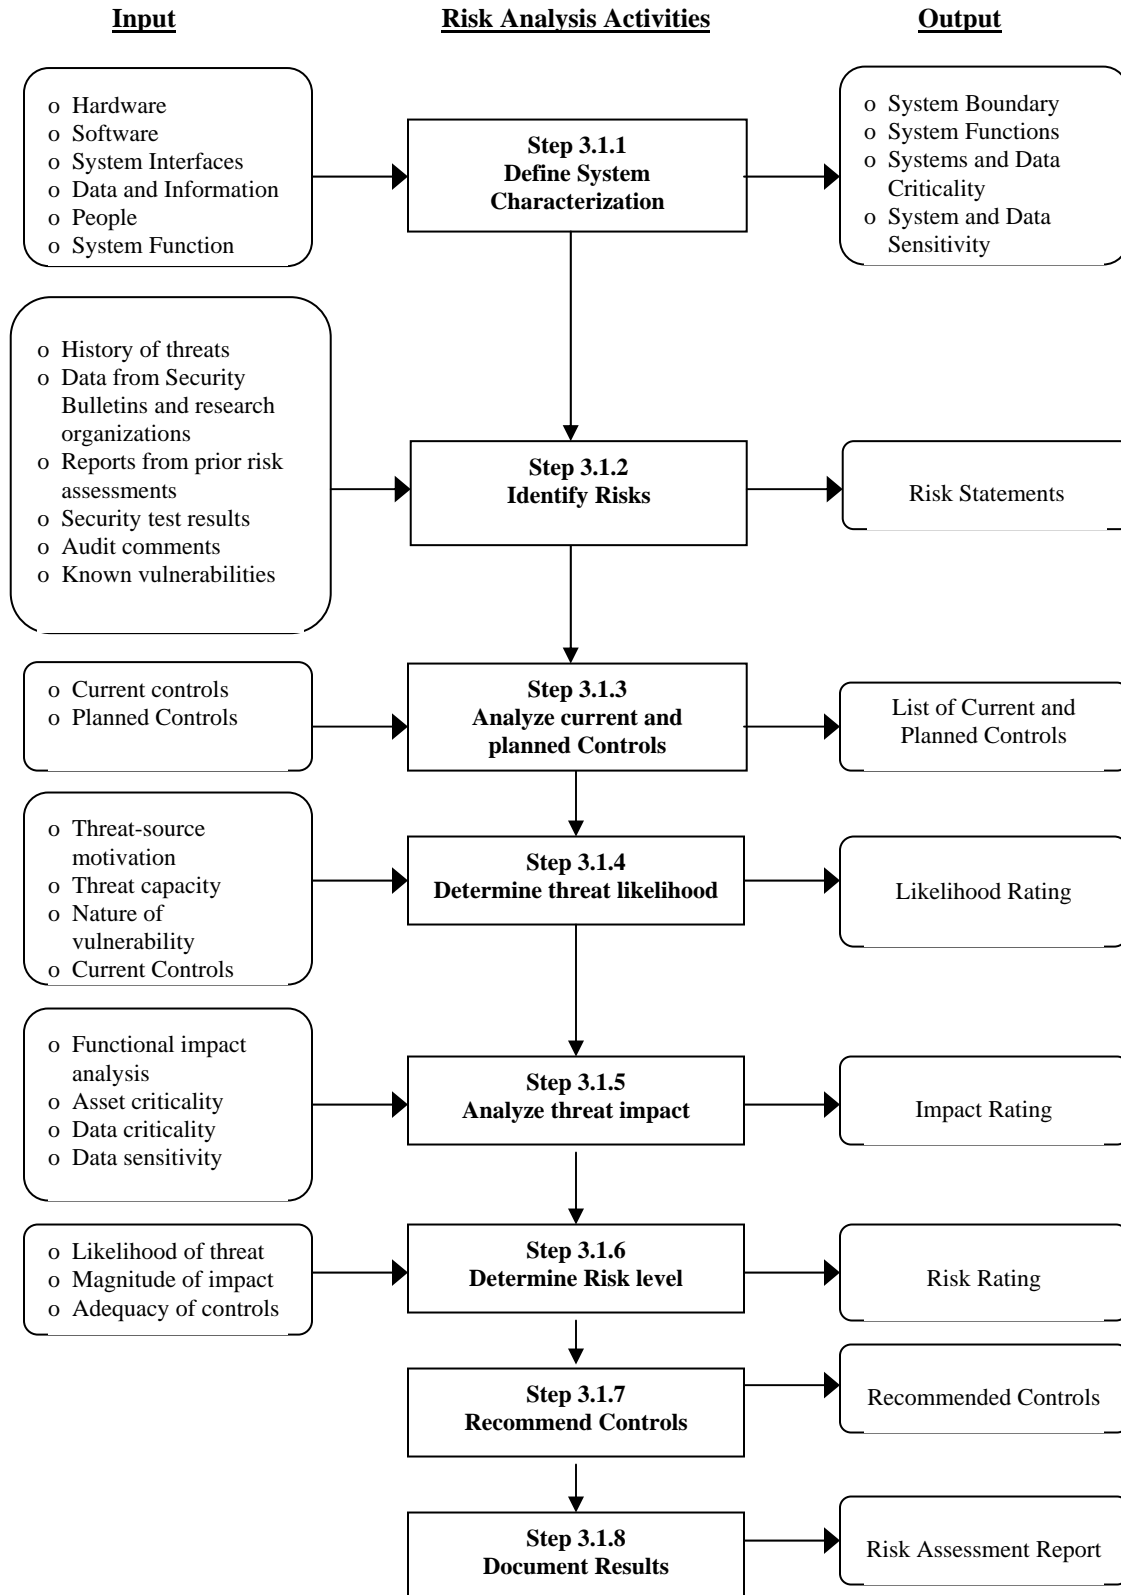 Input
Risk Analysis Activities
Output
o Hardware
o Software
o System Interfaces
o Data and Information
o People
o System Function
Step 3.1.1
Define System
Characterization
o System Boundary
o System Functions
o Systems and Data
Criticality
o System and Data
Sensitivity
o History of threats
o Data from Security
Bulletins and research
organizations
o Reports from prior risk
assessments
o Security test results
o Audit comments
o Known vulnerabilities
Step 3.1.2
Identify Risks
Risk Statements
o Current controls
o Planned Controls
Step 3.1.3
Analyze current and
planned Controls
List of Current and
Planned Controls
o Threat-source
motivation
o Threat capacity
o Nature of
vulnerability
o Current Controls
Step 3.1.4
Determine threat likelihood
Likelihood Rating
o Functional impact
analysis
o Asset criticality
o Data criticality
o Data sensitivity
Step 3.1.5
Analyze threat impact
Impact Rating
o Likelihood of threat
o Magnitude of impact
o Adequacy of controls
Step 3.1.6
Determine Risk level
Risk Rating
Step 3.1.7
Recommend Controls
Recommended Controls
Step 3.1.8
Document Results
Risk Assessment Report